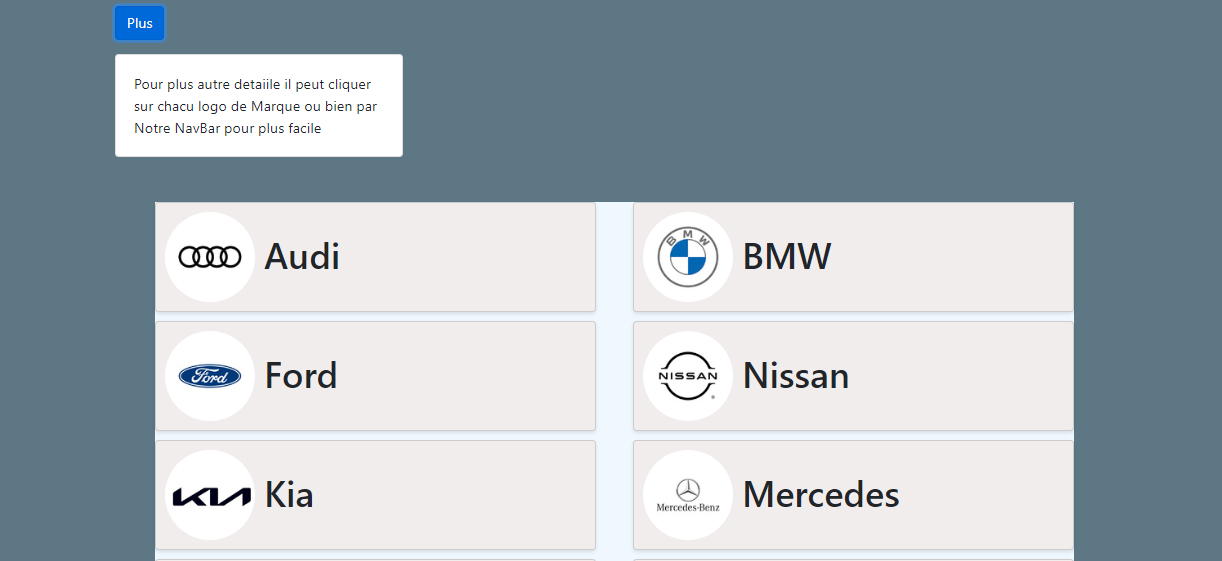 Plus
Pour plus autre detaiile il peut cliquer
sur chacu logo de Marque ou bien par
Notre NavBar pour plus facile
Audi
BMW
BMW
Ford
Ford
NISSAN
Nissan
KIA
Kia
Mercedes-Benz
Mercedes